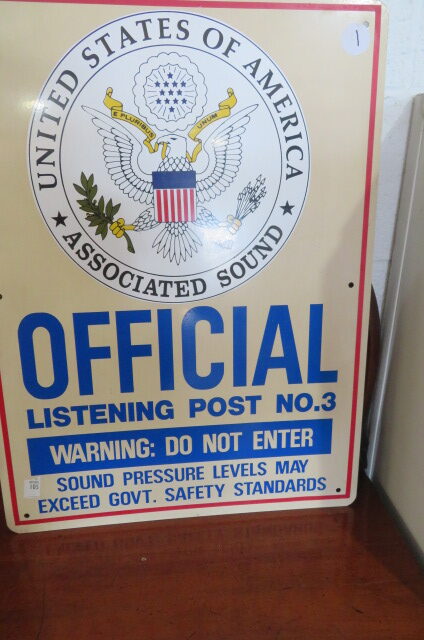 1
UNITED STATES OF AMERICA
E PLURIBUS UNUM
★ ASSOCIATED SOUND ★
OFFICIAL
LISTENING POST NO.3
WARNING: DO NOT ENTER
SOUND PRESSURE LEVELS MAY
EXCEED GOVT. SAFETY STANDARDS